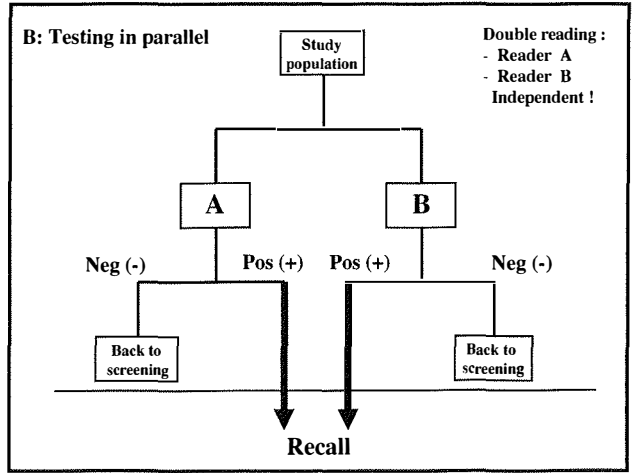 B: Testing in parallel
Study
population
Double reading :
- Reader A
- Reader B
Independent !
A
B
Neg (-)
Pos (+)
Pos (+)
Neg (-)
Back to
screening
Back to
screening
Recall